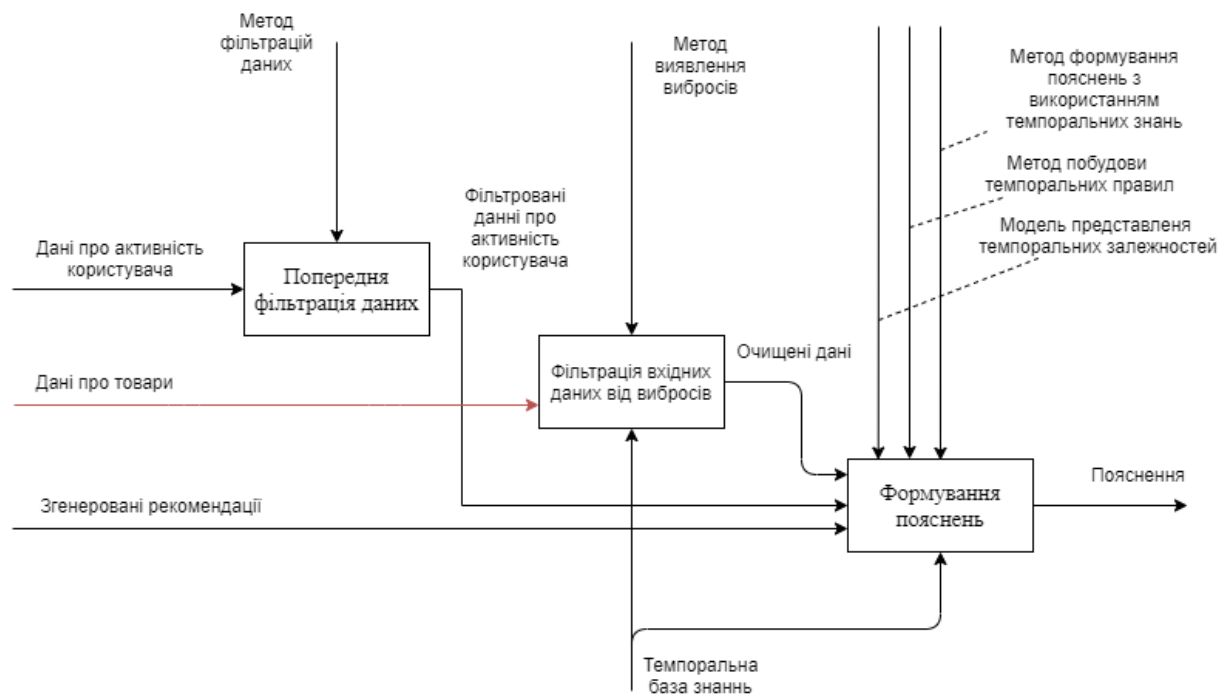 Метод
фільтрацій
даних
Метод
виявлення
вибросів
Метод формування
пояснень з
використанням
темпоральних знань
Метод побудови
темпоральних правил
Модель представленя
темпоральних залежностей
Фільтровані
данні про
активність
користувача
Дані про активність
користувача
Попередня
фільтрація даних
Дані про товари
Фільтрація вхідних
даних від вибросів
Очищені дані
Згенеровані рекомендації
Формування
пояснень
Пояснення
Темпоральна
база знаннь